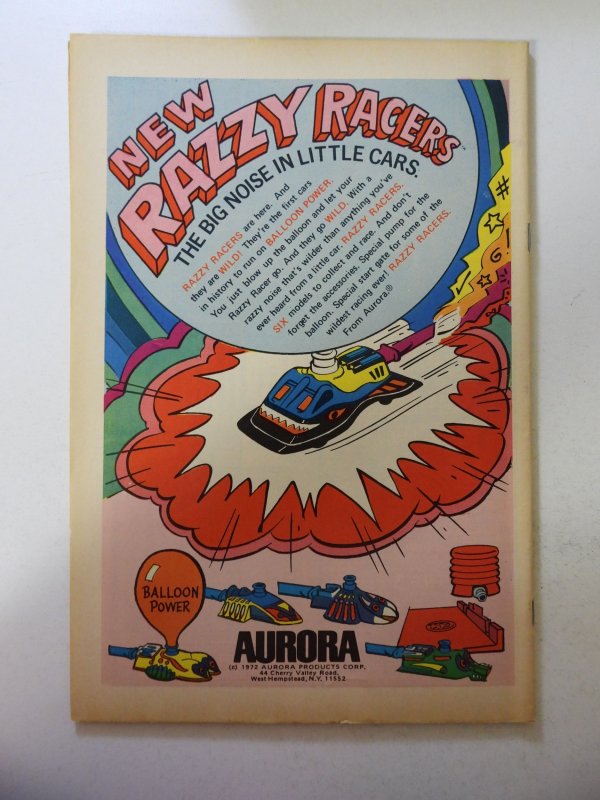 NEW
RAZZY RACERS™
THE BIG NOISE IN LITTLE CARS.
RAZZY RACERS are here. And
they are WILD! They're the first cars
in history to run on BALLOON POWER.
You just blow up the balloon and let your
Razzy Racer go. And they go WILD. With a
razzy noise that's wilder than anything you've
ever heard from a little car. RAZZY RACERS.
SIX models to collect and race. And don't
forget the accessories. Special pump for the
balloon. Special start gate for some of the
wildest racing ever! RAZZY RACERS.
From Aurora.®
BALLOON
POWER
AURORA
(c) 1972 AURORA PRODUCTS CORP.
44 Cherry Valley Road,
West Hempstead, N.Y. 11552